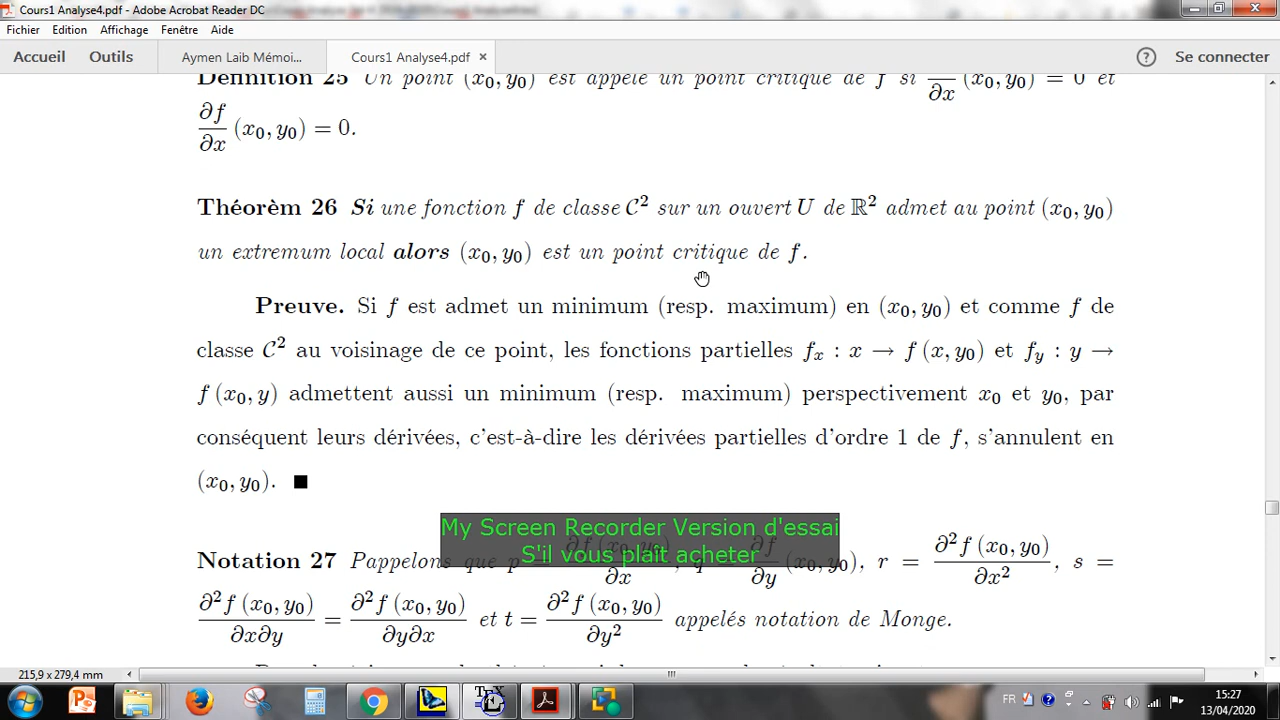 Cours1 Analyse4.pdf - Adobe Acrobat Reader DC
Fichier Edition Affichage Fenêtre Aide
Accueil Outils Aymen Laib Mémoi... Cours1 Analyse4.pdf × ? Se connecter
Définition 25 Un point (x₀, y₀) est appelé un point critique de f si ∂x (x₀, y₀) = 0 et
∂f/∂x (x₀, y₀) = 0.
Théorèm 26 Si une fonction f de classe C² sur un ouvert U de ℝ² admet au point (x₀, y₀)
un extremum local alors (x₀, y₀) est un point critique de f.
Preuve. Si f est admet un minimum (resp. maximum) en (x₀, y₀) et comme f de
classe C² au voisinage de ce point, les fonctions partielles fₓ : x → f (x, y₀) et f_y : y →
f (x₀, y) admettent aussi un minimum (resp. maximum) perspectivement x₀ et y₀, par
conséquent leurs dérivées, c'est-à-dire les dérivées partielles d'ordre 1 de f, s'annulent en
(x₀, y₀). ■
My Screen Recorder Version d'essai
S'il vous plaît acheter
Notation 27 Pappelons que p = ∂f (x₀, y₀)/∂x, q = ∂f/∂y (x₀, y₀), r = ∂²f (x₀, y₀)/∂x², s =
∂²f (x₀, y₀)/∂x∂y = ∂²f (x₀, y₀)/∂y∂x et t = ∂²f (x₀, y₀)/∂y² appelés notation de Monge.
215,9 x 279,4 mm
FR 15:27
13/04/2020